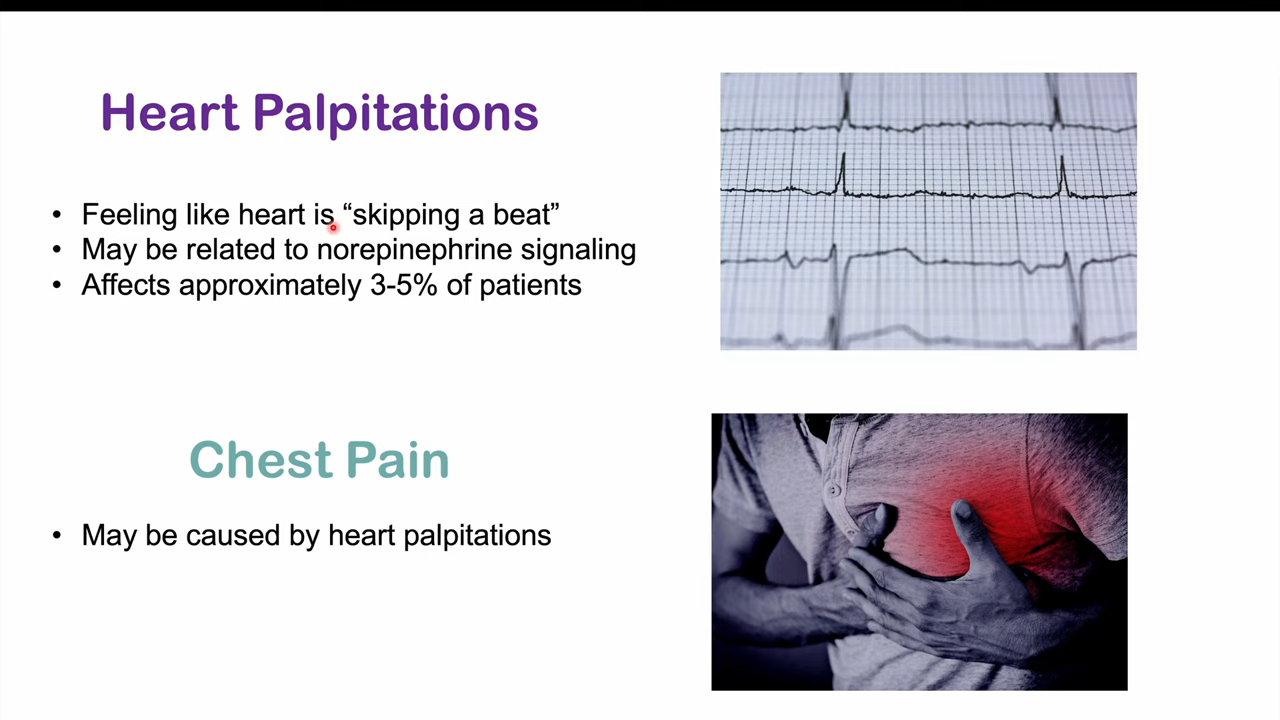 Heart Palpitations
• Feeling like heart is “skipping a beat”
• May be related to norepinephrine signaling
• Affects approximately 3-5% of patients
Chest Pain
• May be caused by heart palpitations